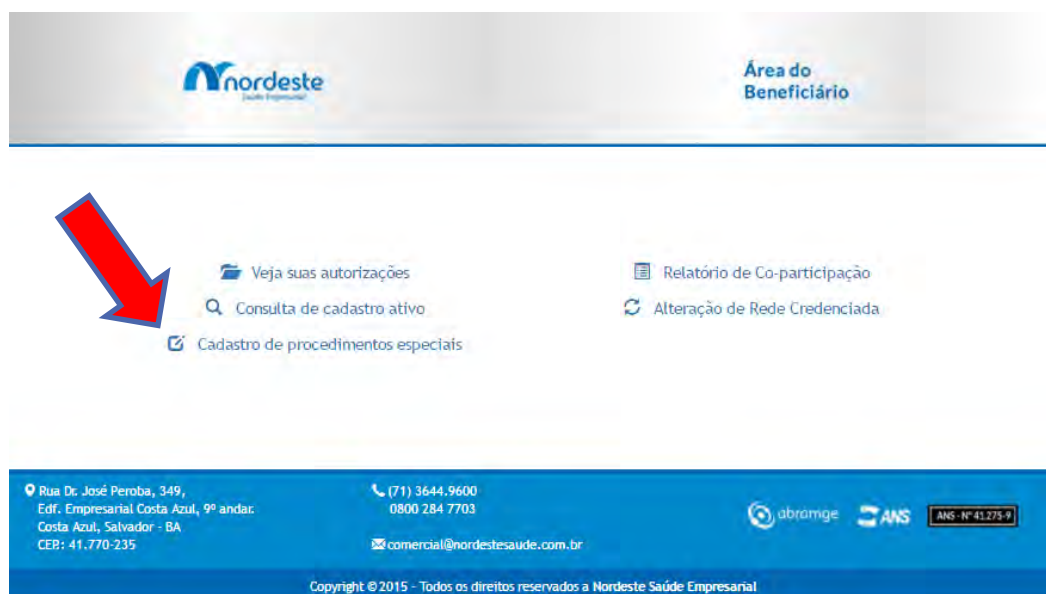 nordeste
Saúde Empresarial
Área do
Beneficiário
Veja suas autorizações
Consulta de cadastro ativo
Cadastro de procedimentos especiais
Relatório de Co-participação
Alteração de Rede Credenciada
Rua Dr. José Peroba, 349,
Edf. Empresarial Costa Azul, 9º andar.
Costa Azul, Salvador - BA
CEP.: 41.770-235
(71) 3644.9600
0800 284 7703
comercial@nordestesaude.com.br
abramge
ANS
ANS - Nº 41.275-9
Copyright © 2015 - Todos os direitos reservados a Nordeste Saúde Empresarial